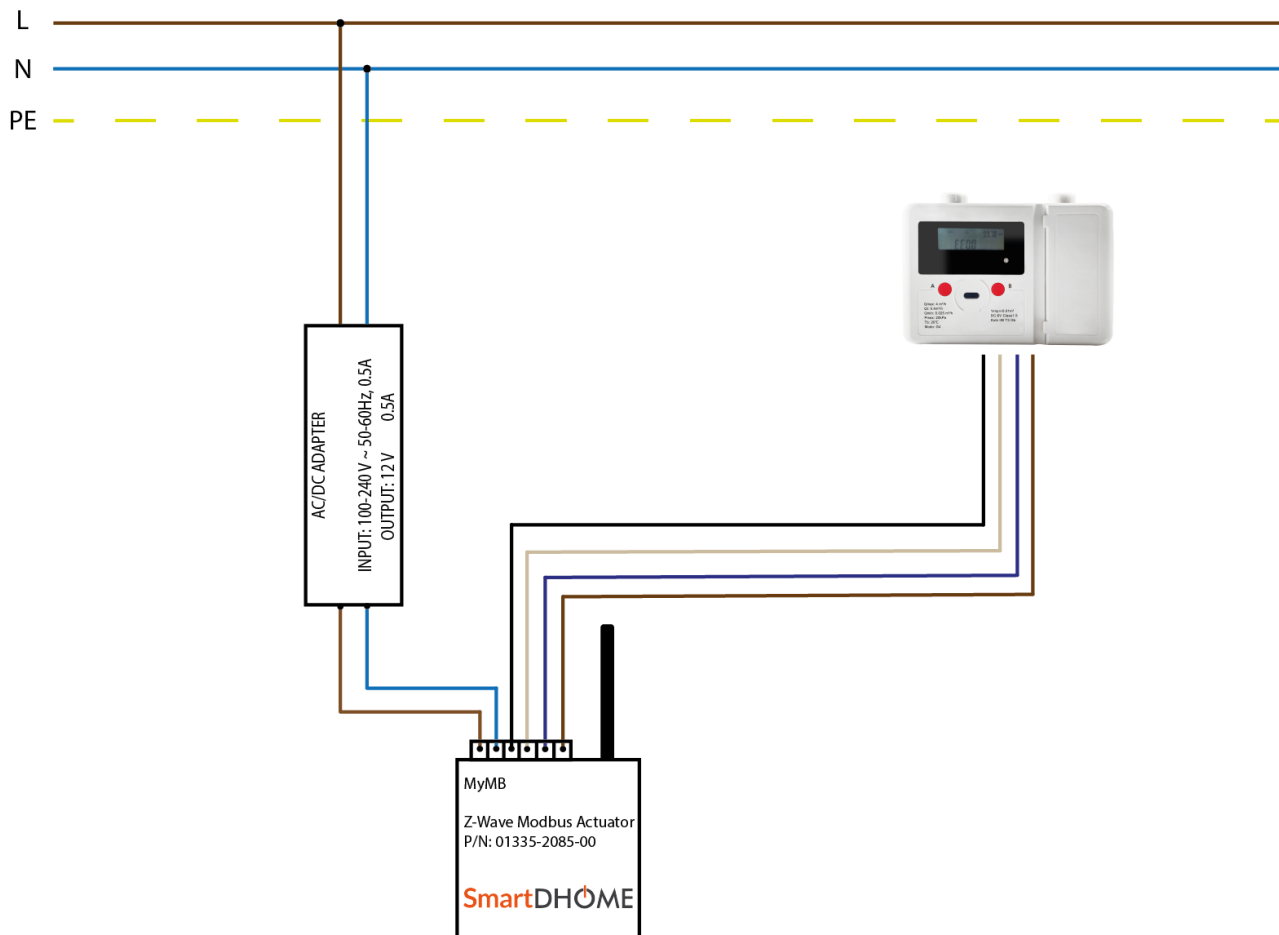 L
N
PE
A
B
AC/DC ADAPTER
INPUT: 100-240 V ~ 50-60Hz, 0.5A
OUTPUT: 12 V 0.5A
MyMB
Z-Wave Modbus Actuator
P/N: 01335-2085-00
SmartDHOME